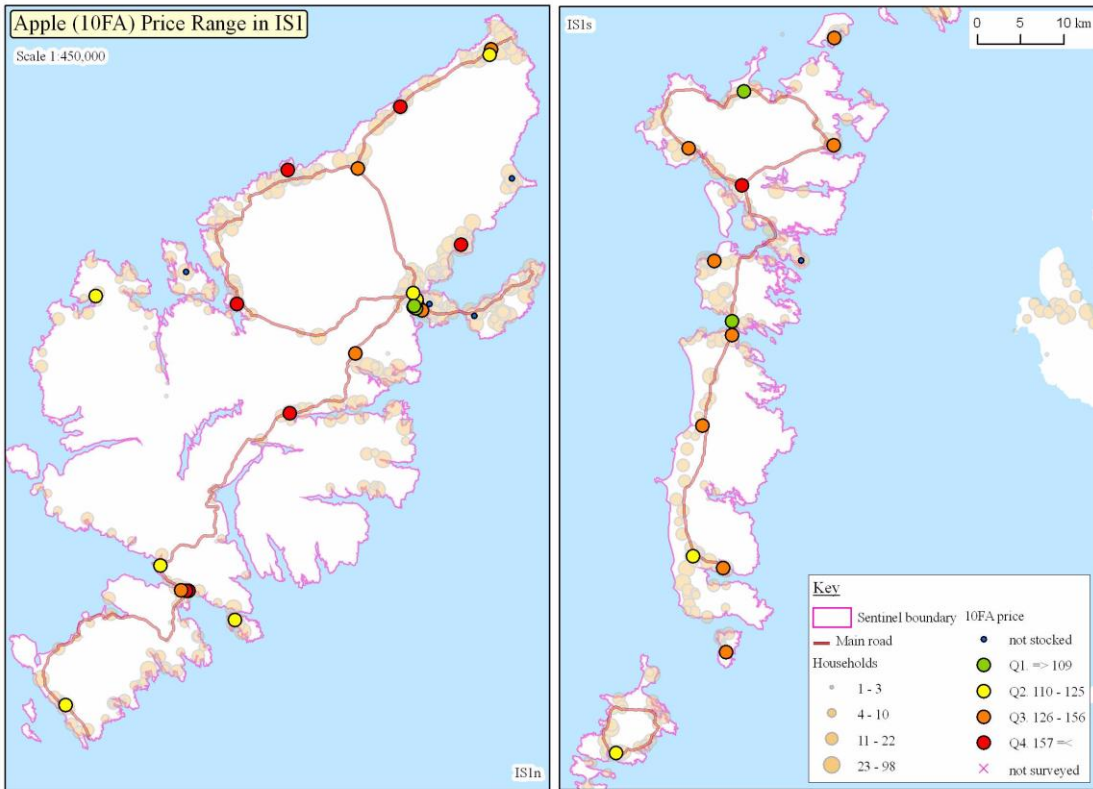 Apple (10FA) Price Range in IS1
Scale 1:450,000
IS1n
IS1s
0 5 10 km
Key
Sentinel boundary
Main road
Households
1 - 3
4 - 10
11 - 22
23 - 98
10FA price
not stocked
Q1. => 109
Q2. 110 - 125
Q3. 126 - 156
Q4. 157 =<
not surveyed